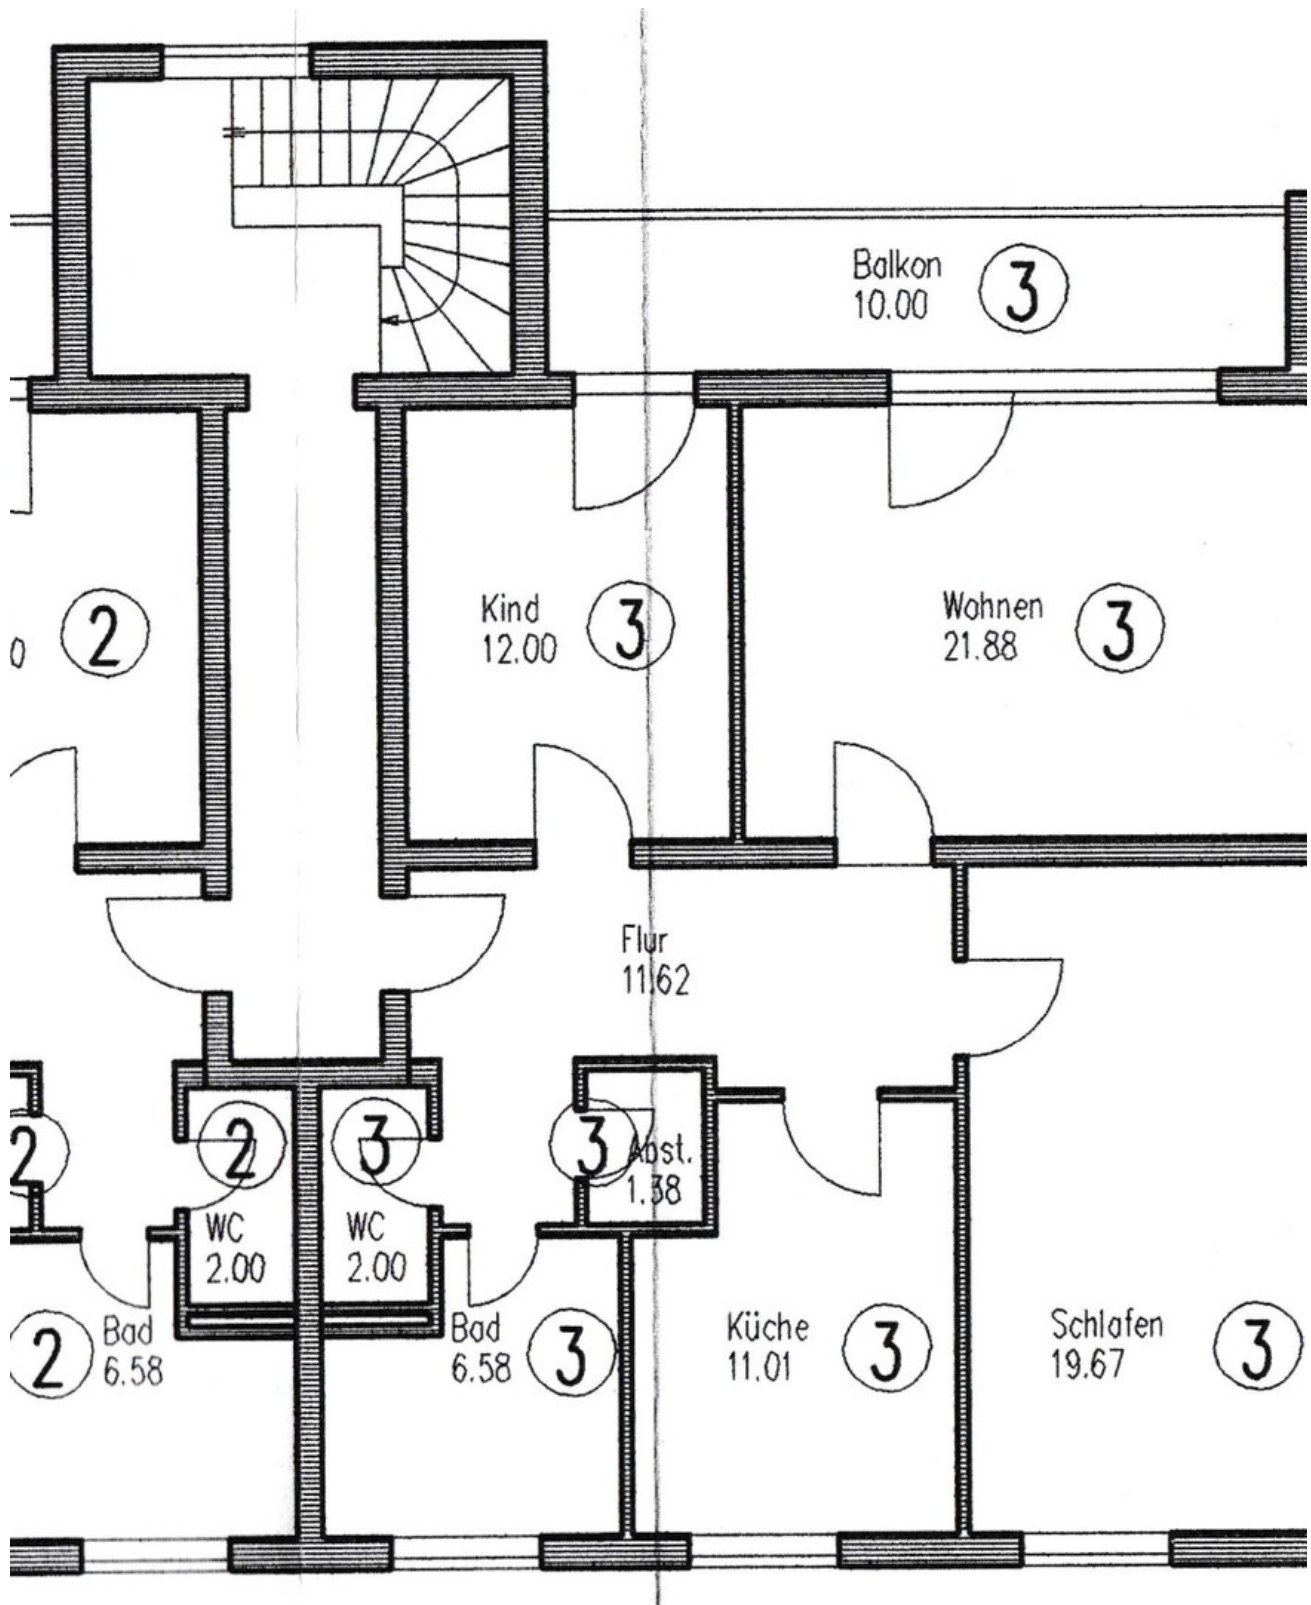 Balkon
10.00
3
2
Kind
12.00
3
Wohnen
21.88
3
0
Flur
11.62
2
2
3
3
Abst.
1.38
WC
2.00
WC
2.00
2
Bad
6.58
Bad
6.58
3
Küche
11.01
3
Schlafen
19.67
3